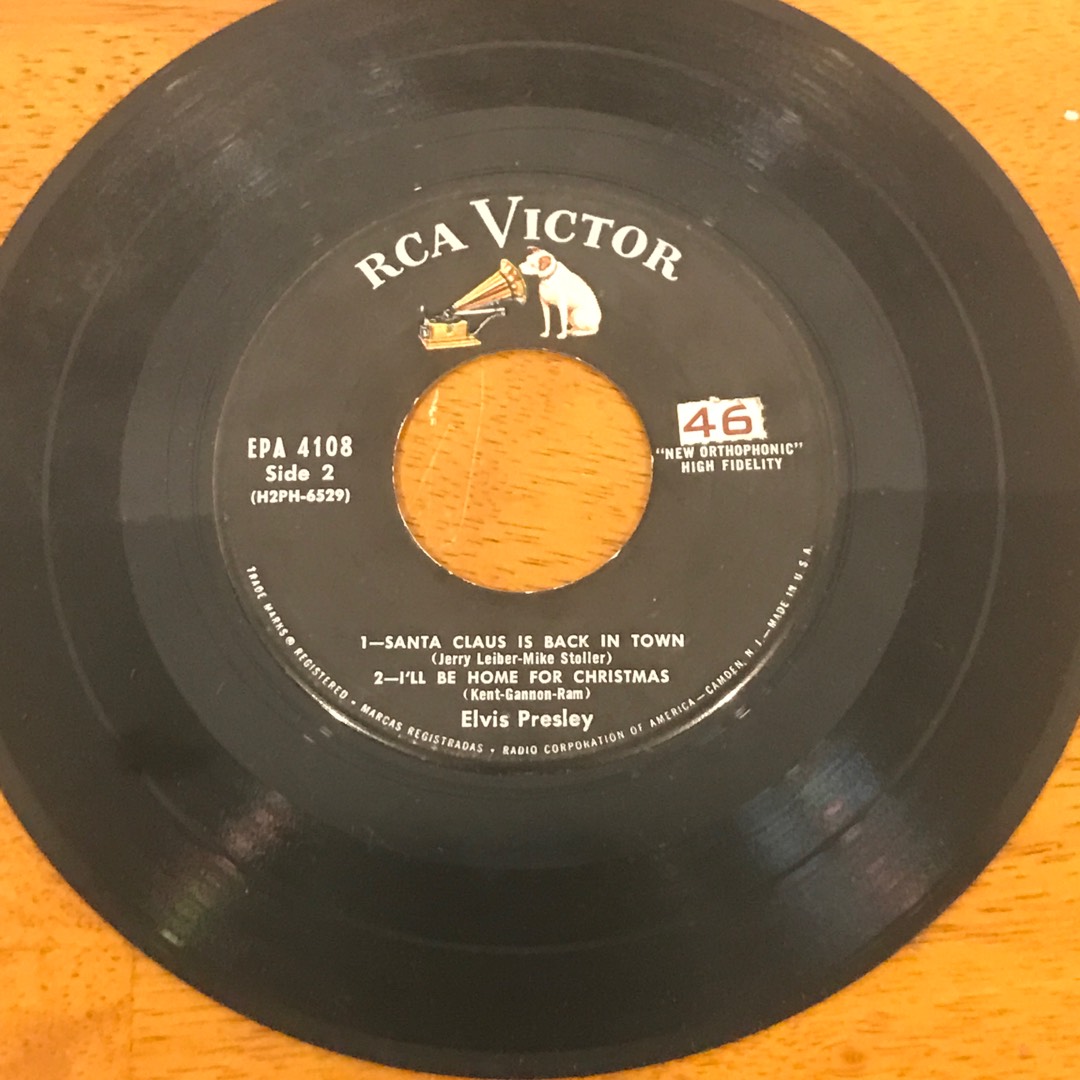 RCA VICTOR
46
"NEW ORTHOPHONIC"
HIGH FIDELITY
EPA 4108
Side 2
(H2PH-6529)
1—SANTA CLAUS IS BACK IN TOWN
(Jerry Leiber-Mike Stoller)
2—I'LL BE HOME FOR CHRISTMAS
(Kent-Gannon-Ram)
Elvis Presley
TRADE MARKS ® REGISTERED • MARCAS REGISTRADAS • RADIO CORPORATION OF AMERICA—CAMDEN, N.J.—MADE IN U.S.A.